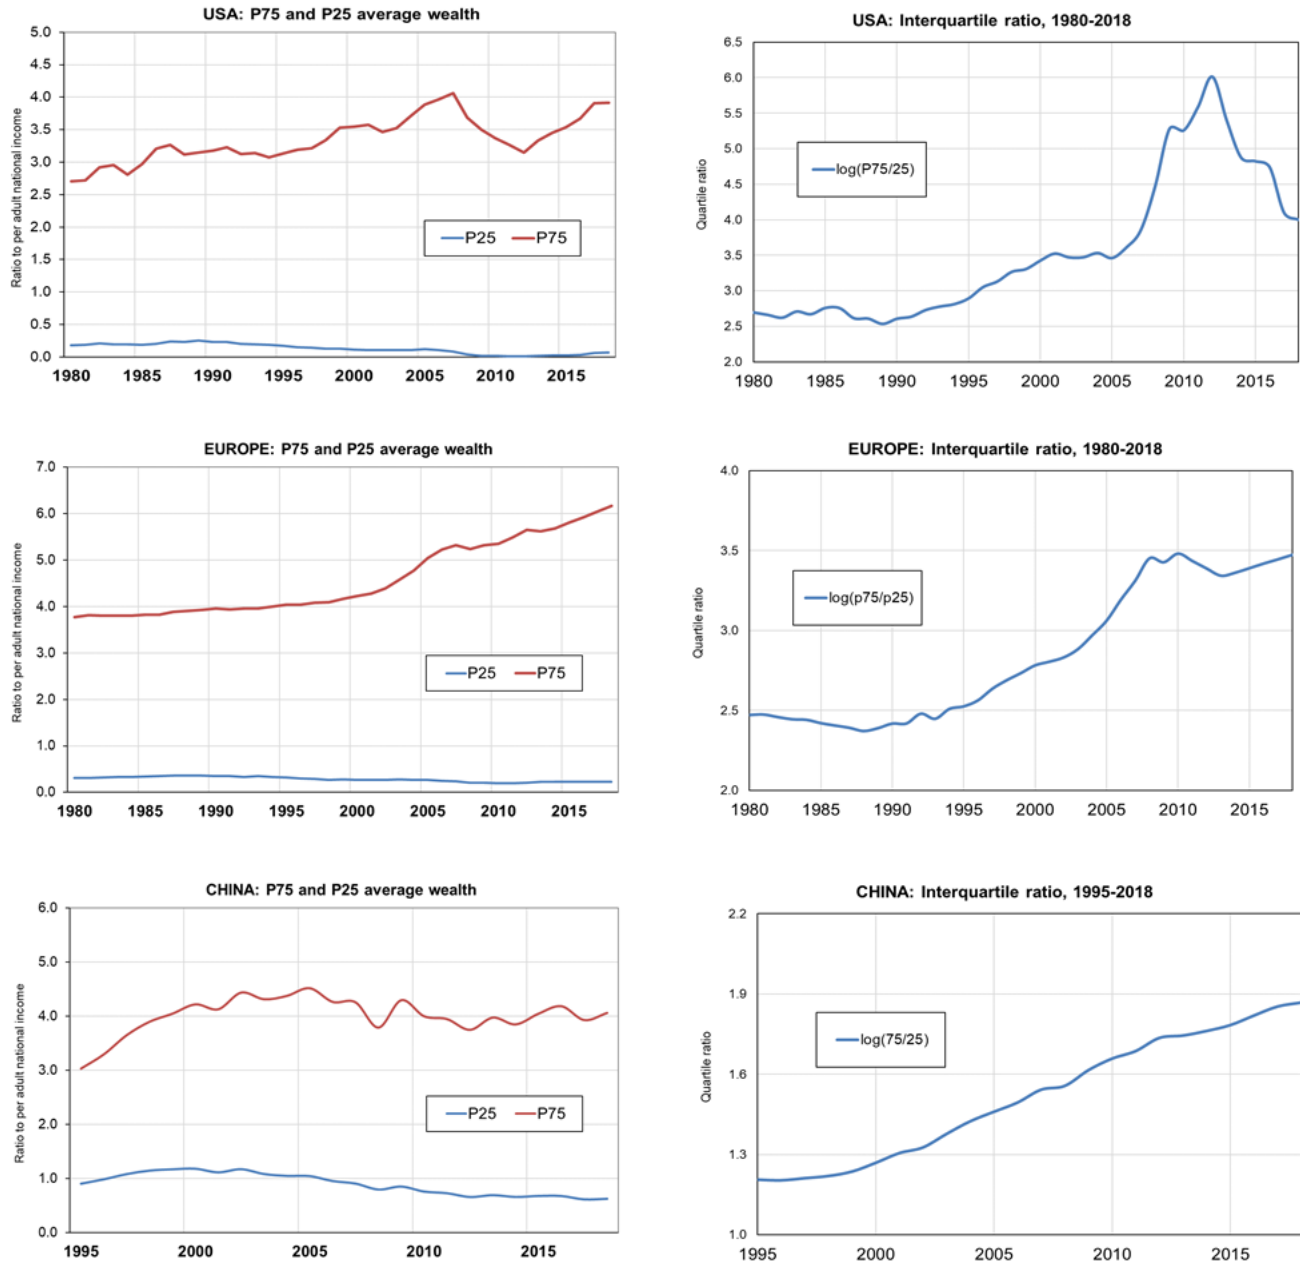 USA: P75 and P25 average wealth
Ratio to per adult national income
5.0
4.5
4.0
3.5
3.0
2.5
2.0
1.5
1.0
0.5
0.0
P25 P75
1980 1985 1990 1995 2000 2005 2010 2015
USA: Interquartile ratio, 1980-2018
Quartile ratio
6.5
6.0
5.5
5.0
4.5
4.0
3.5
3.0
2.5
2.0
log(P75/25)
1980 1985 1990 1995 2000 2005 2010 2015
EUROPE: P75 and P25 average wealth
Ratio to per adult national income
7.0
6.0
5.0
4.0
3.0
2.0
1.0
0.0
P25 P75
1980 1985 1990 1995 2000 2005 2010 2015
EUROPE: Interquartile ratio, 1980-2018
Quartile ratio
4.0
3.5
3.0
2.5
2.0
log(p75/p25)
1980 1985 1990 1995 2000 2005 2010 2015
CHINA: P75 and P25 average wealth
Ratio to per adult national income
6.0
5.0
4.0
3.0
2.0
1.0
0.0
P25 P75
1995 2000 2005 2010 2015
CHINA: Interquartile ratio, 1995-2018
Quartile ratio
2.2
1.9
1.6
1.3
1.0
log(75/25)
1995 2000 2005 2010 2015